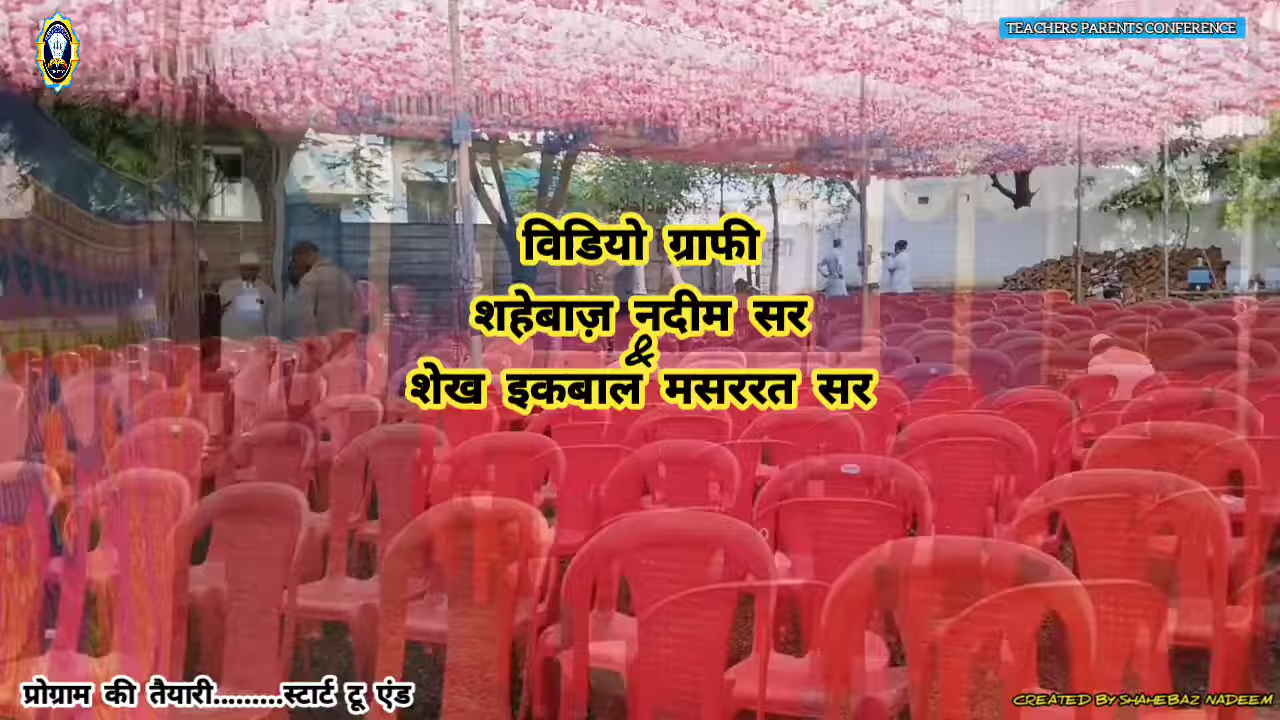 TEACHERS PARENTS CONFERENCE
विडियो ग्राफी
शहेबाज़ नदीम सर
&
शेख इकबाल मसररत सर
प्रोग्राम की तैयारी.........स्टार्ट टू एंड
CREATED BY SHAHEBAZ NADEEM